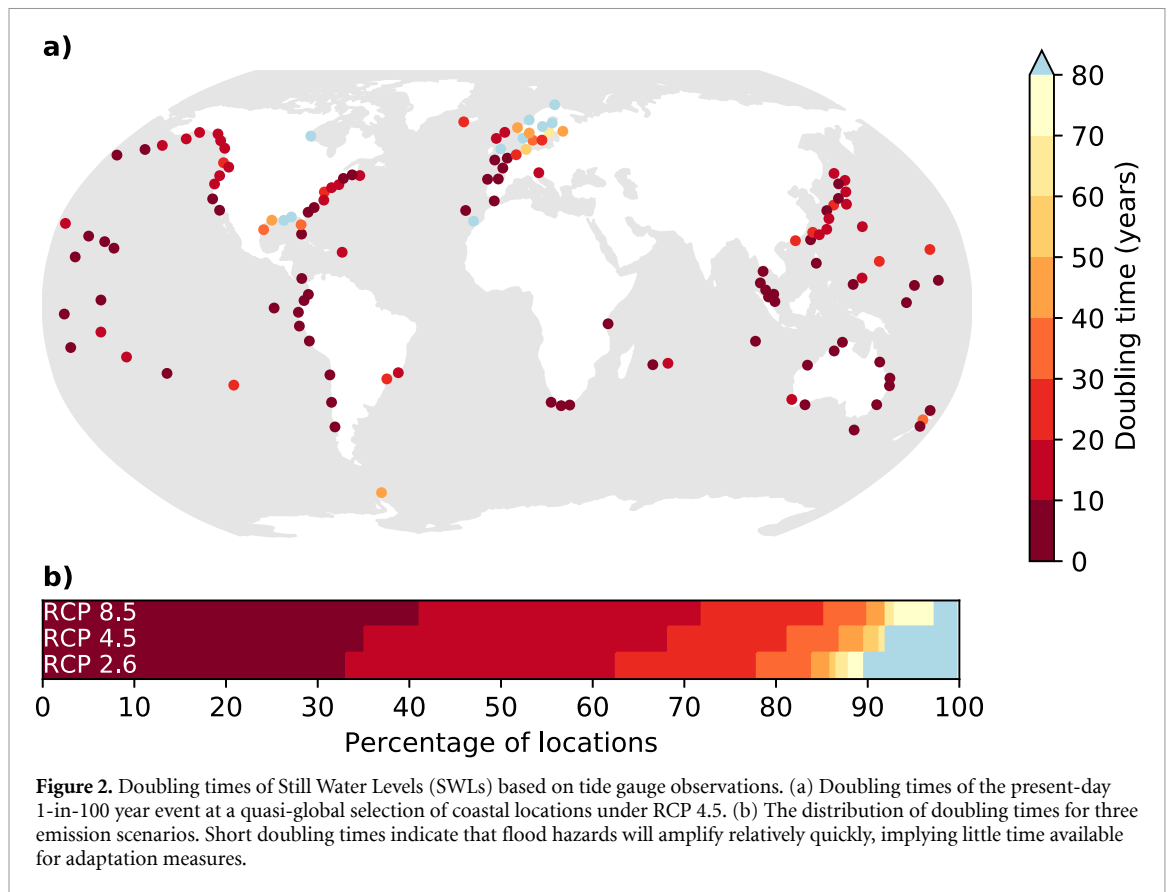 a)
80
70
60
50
40
30
20
10
0
Doubling time (years)
b)
RCP 8.5
RCP 4.5
RCP 2.6
0 10 20 30 40 50 60 70 80 90 100
Percentage of locations
Figure 2. Doubling times of Still Water Levels (SWLs) based on tide gauge observations. (a) Doubling times of the present-day
1-in-100 year event at a quasi-global selection of coastal locations under RCP 4.5. (b) The distribution of doubling times for three
emission scenarios. Short doubling times indicate that flood hazards will amplify relatively quickly, implying little time available
for adaptation measures.